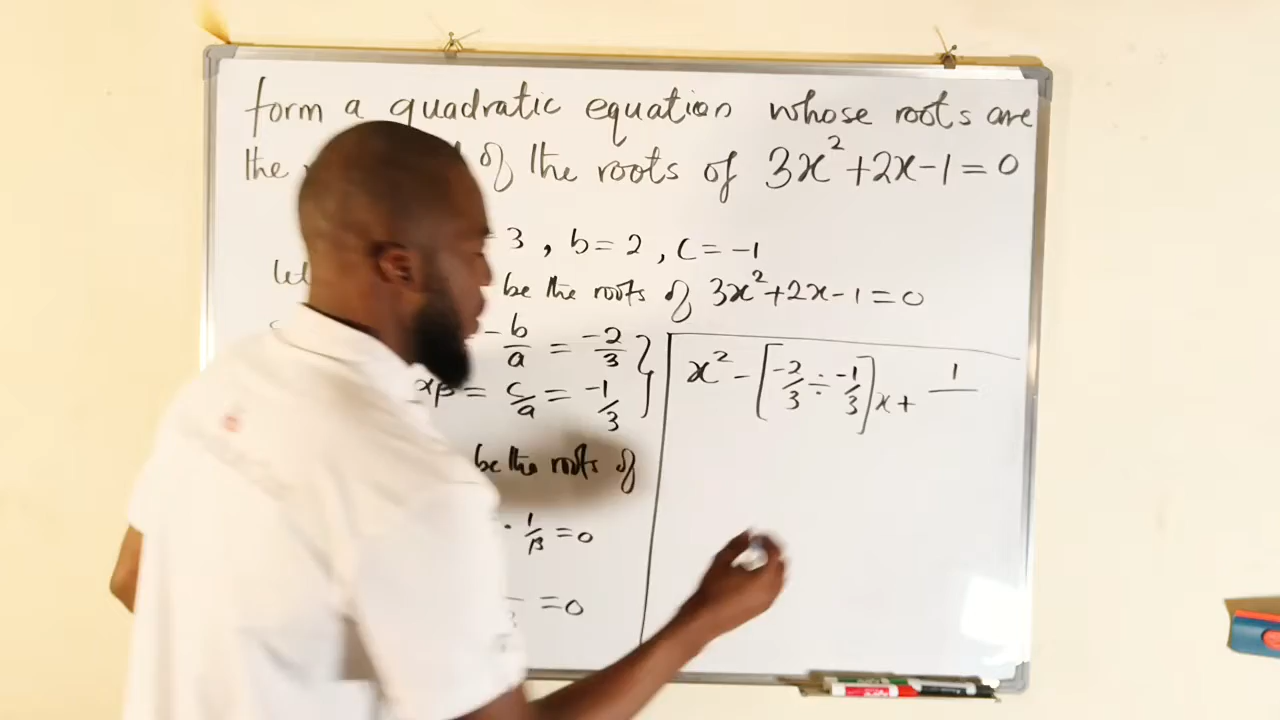 form a quadratic equation whose roots are
the of the roots of 3x²+2x-1=0
3, b=2, c=-1
let be the roots of 3x²+2x-1=0
-b/a = -2/3
αβ = c/a = -1/3
be the roots of
· 1/β =0
=0
x² - [-2/3 ÷ -1/3]x + 1